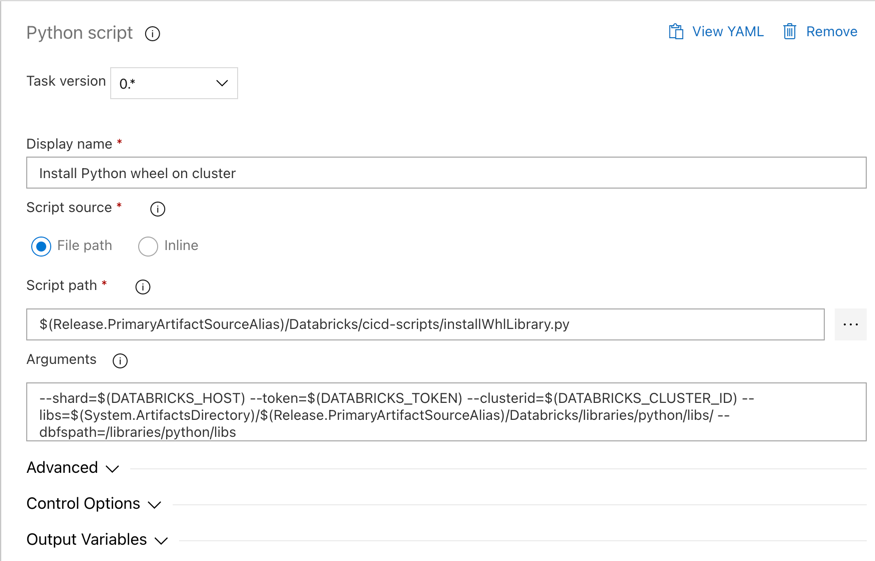 Python script
View YAML
Remove
Task version
0.*
Display name *
Install Python wheel on cluster
Script source *
File path
Inline
Script path *
$(Release.PrimaryArtifactSourceAlias)/Databricks/cicd-scripts/installWhlLibrary.py
...
Arguments
--shard=$(DATABRICKS_HOST) --token=$(DATABRICKS_TOKEN) --clusterid=$(DATABRICKS_CLUSTER_ID) --
libs=$(System.ArtifactsDirectory)/$(Release.PrimaryArtifactSourceAlias)/Databricks/libraries/python/libs/ --
dbfspath=/libraries/python/libs
Advanced
Control Options
Output Variables